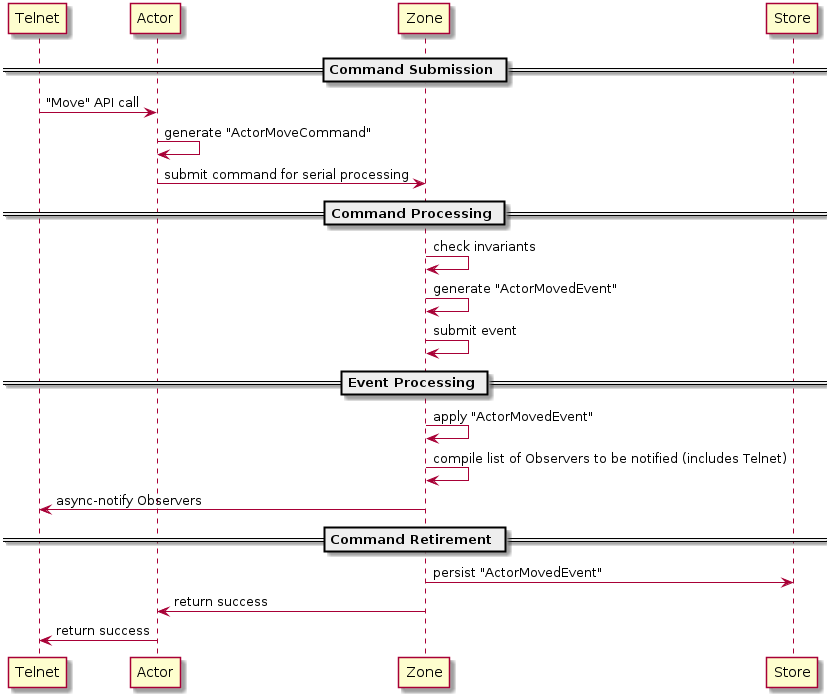 Telnet Actor Zone Store
Command Submission
"Move" API call
generate "ActorMoveCommand"
submit command for serial processing
Command Processing
check invariants
generate "ActorMovedEvent"
submit event
Event Processing
apply "ActorMovedEvent"
compile list of Observers to be notified (includes Telnet)
async-notify Observers
Command Retirement
persist "ActorMovedEvent"
return success
return success
Telnet Actor Zone Store